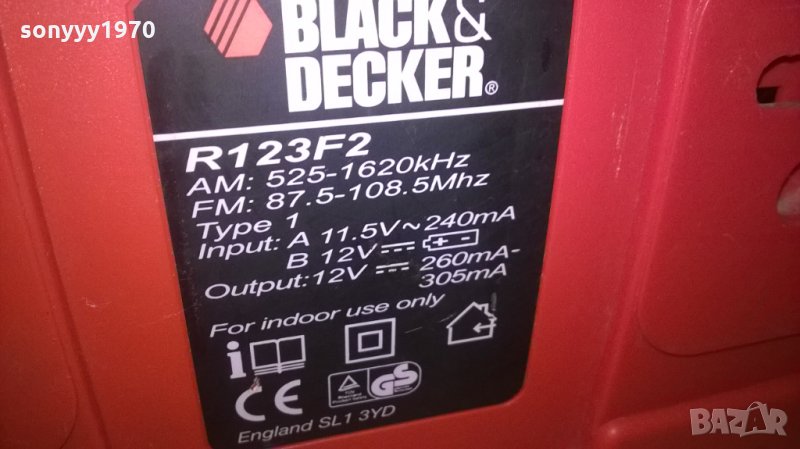 sonyyy1970
BLACK&
DECKER®
R123F2
AM: 525-1620kHz
FM: 87.5-108.5Mhz
Type 1
Input: A 11.5V~240mA
B 12V⎓ + -
Output:12V⎓ 260mA-
305mA
For indoor use only
i
CE
GS
England SL1 3YD
BAZAR